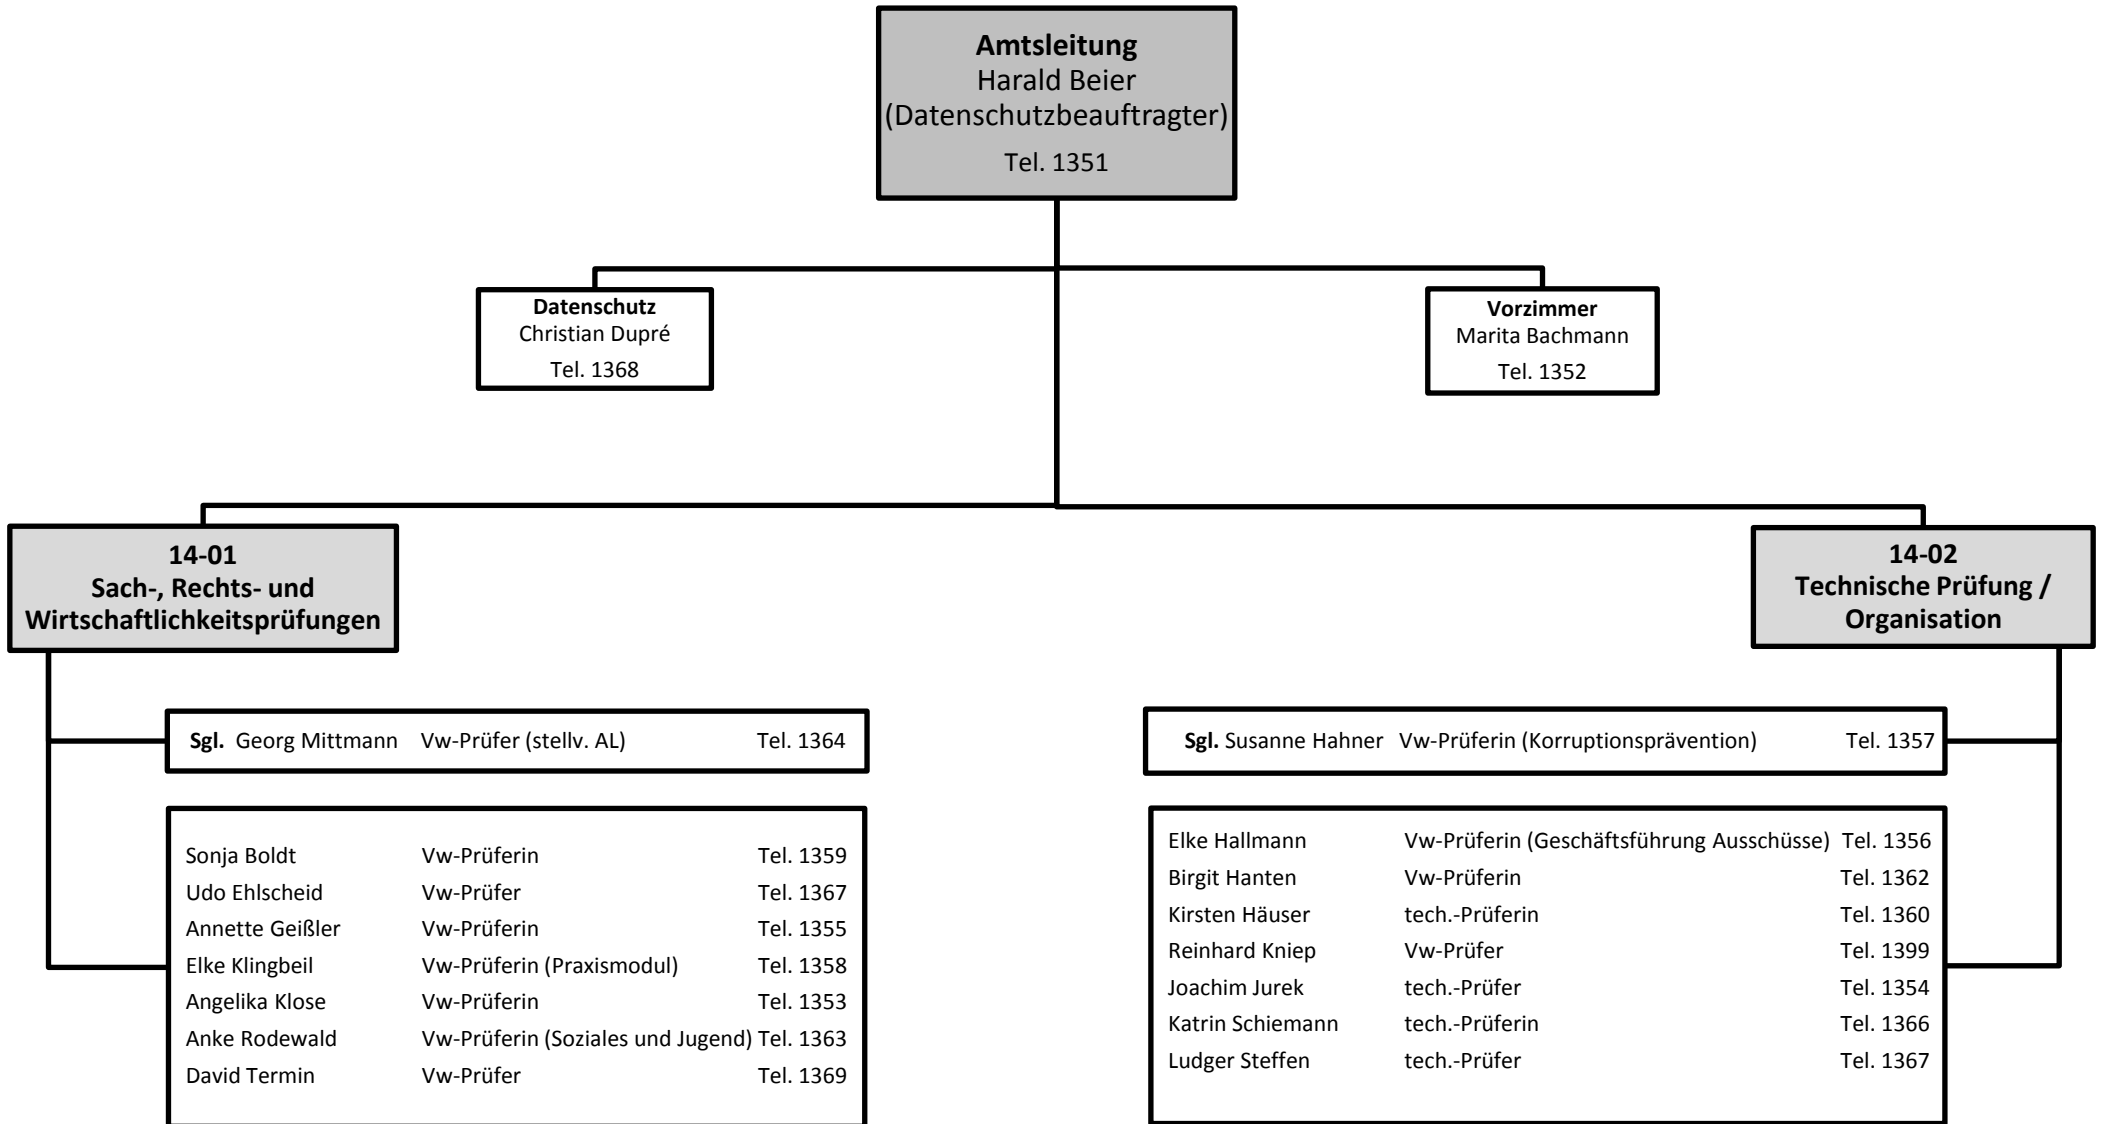 Amtsleitung
Harald Beier
(Datenschutzbeauftragter)
Tel. 1351
Datenschutz
Christian Dupré
Tel. 1368
Vorzimmer
Marita Bachmann
Tel. 1352
14-01
Sach-, Rechts- und
Wirtschaftlichkeitsprüfungen
Sgl. Georg Mittmann Vw-Prüfer (stellv. AL) Tel. 1364
Sonja Boldt Vw-Prüferin Tel. 1359
Udo Ehlscheid Vw-Prüfer Tel. 1367
Annette Geißler Vw-Prüferin Tel. 1355
Elke Klingbeil Vw-Prüferin (Praxismodul) Tel. 1358
Angelika Klose Vw-Prüferin Tel. 1353
Anke Rodewald Vw-Prüferin (Soziales und Jugend) Tel. 1363
David Termin Vw-Prüfer Tel. 1369
14-02
Technische Prüfung /
Organisation
Sgl. Susanne Hahner Vw-Prüferin (Korruptionsprävention) Tel. 1357
Elke Hallmann Vw-Prüferin (Geschäftsführung Ausschüsse) Tel. 1356
Birgit Hanten Vw-Prüferin Tel. 1362
Kirsten Häuser tech.-Prüferin Tel. 1360
Reinhard Kniep Vw-Prüfer Tel. 1399
Joachim Jurek tech.-Prüfer Tel. 1354
Katrin Schiemann tech.-Prüferin Tel. 1366
Ludger Steffen tech.-Prüfer Tel. 1367